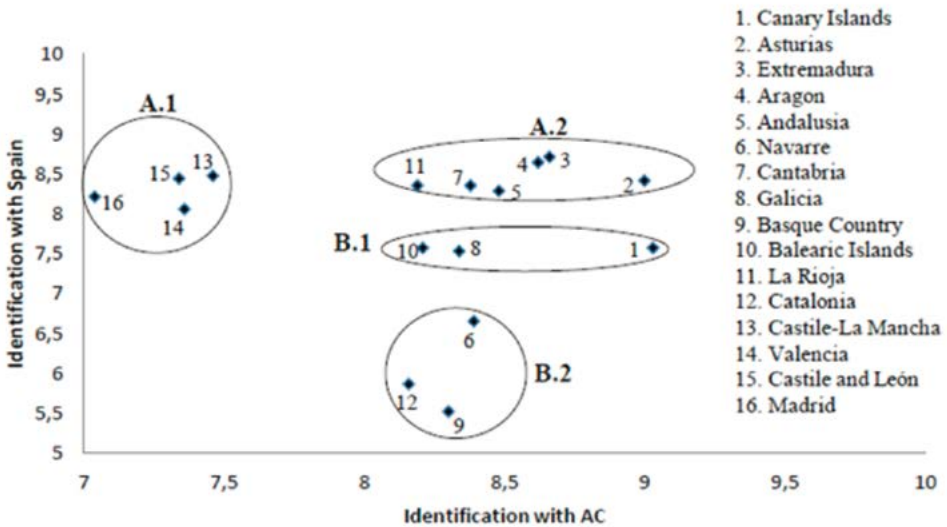 1. Canary Islands
2. Asturias
3. Extremadura
4. Aragon
5. Andalusia
6. Navarre
7. Cantabria
8. Galicia
9. Basque Country
10. Balearic Islands
11. La Rioja
12. Catalonia
13. Castile-La Mancha
14. Valencia
15. Castile and León
16. Madrid
Identification with Spain
10
9,5
9
8,5
8
7,5
7
6,5
6
5,5
5
A.1
15
13
16
14
A.2
11
7
5
4
3
2
B.1
10
8
1
B.2
6
12
9
7
7,5
8
8,5
9
9,5
10
Identification with AC